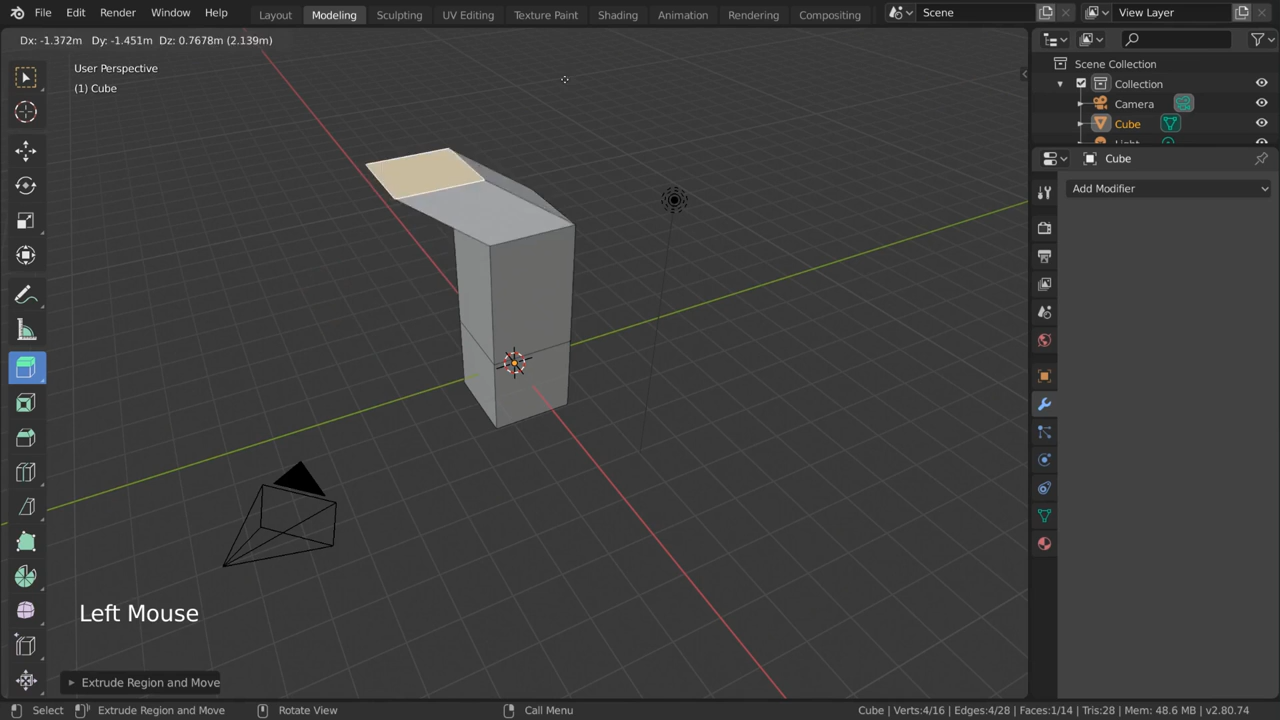 File Edit Render Window Help Layout Modeling Sculpting UV Editing Texture Paint Shading Animation Rendering Compositing Scene View Layer
Dx: -1.372m Dy: -1.451m Dz: 0.7678m (2.139m)
User Perspective
(1) Cube
Scene Collection
Collection
Camera
Cube
Cube
Add Modifier
Left Mouse
Extrude Region and Move
Select Extrude Region and Move Rotate View Call Menu Cube | Verts:4/16 | Edges:4/28 | Faces:1/14 | Tris:28 | Mem: 48.6 MB | v2.80.74